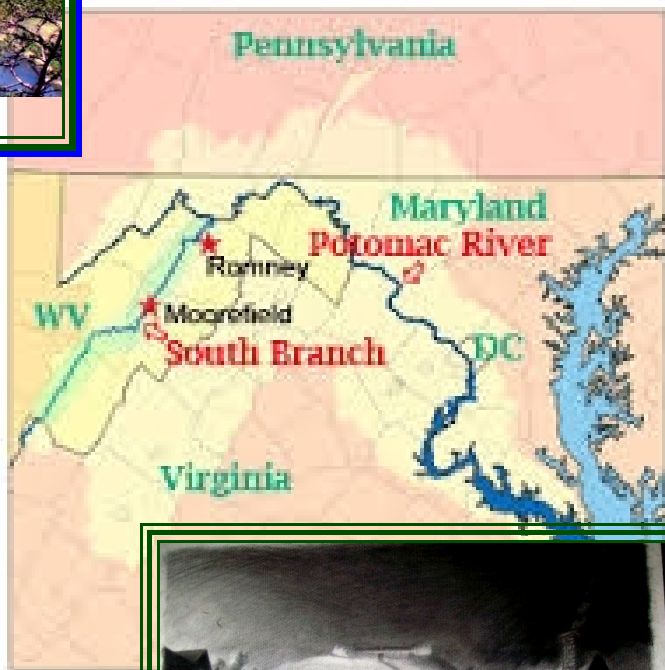 Pennsylvania
Maryland
Potomac River
Romney
WV
Moorefield
South Branch
DC
Virginia